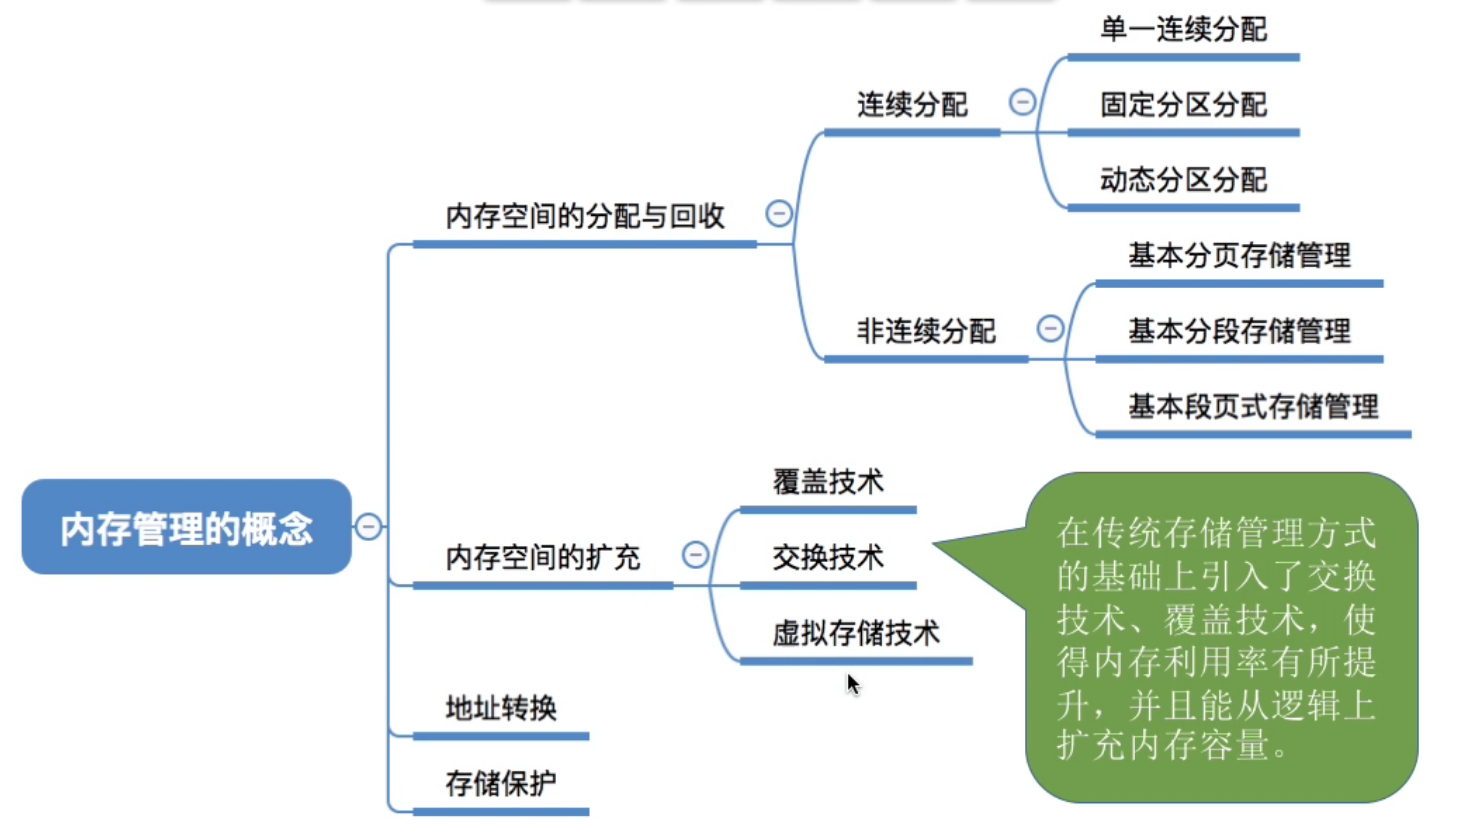 内存管理的概念
内存空间的分配与回收
连续分配
单一连续分配
固定分区分配
动态分区分配
非连续分配
基本分页存储管理
基本分段存储管理
基本段页式存储管理
内存空间的扩充
覆盖技术
交换技术
虚拟存储技术
在传统存储管理方式
的基础上引入了交换
技术、覆盖技术，使
得内存利用率有所提
升，并且能从逻辑上
扩充内存容量。
地址转换
存储保护